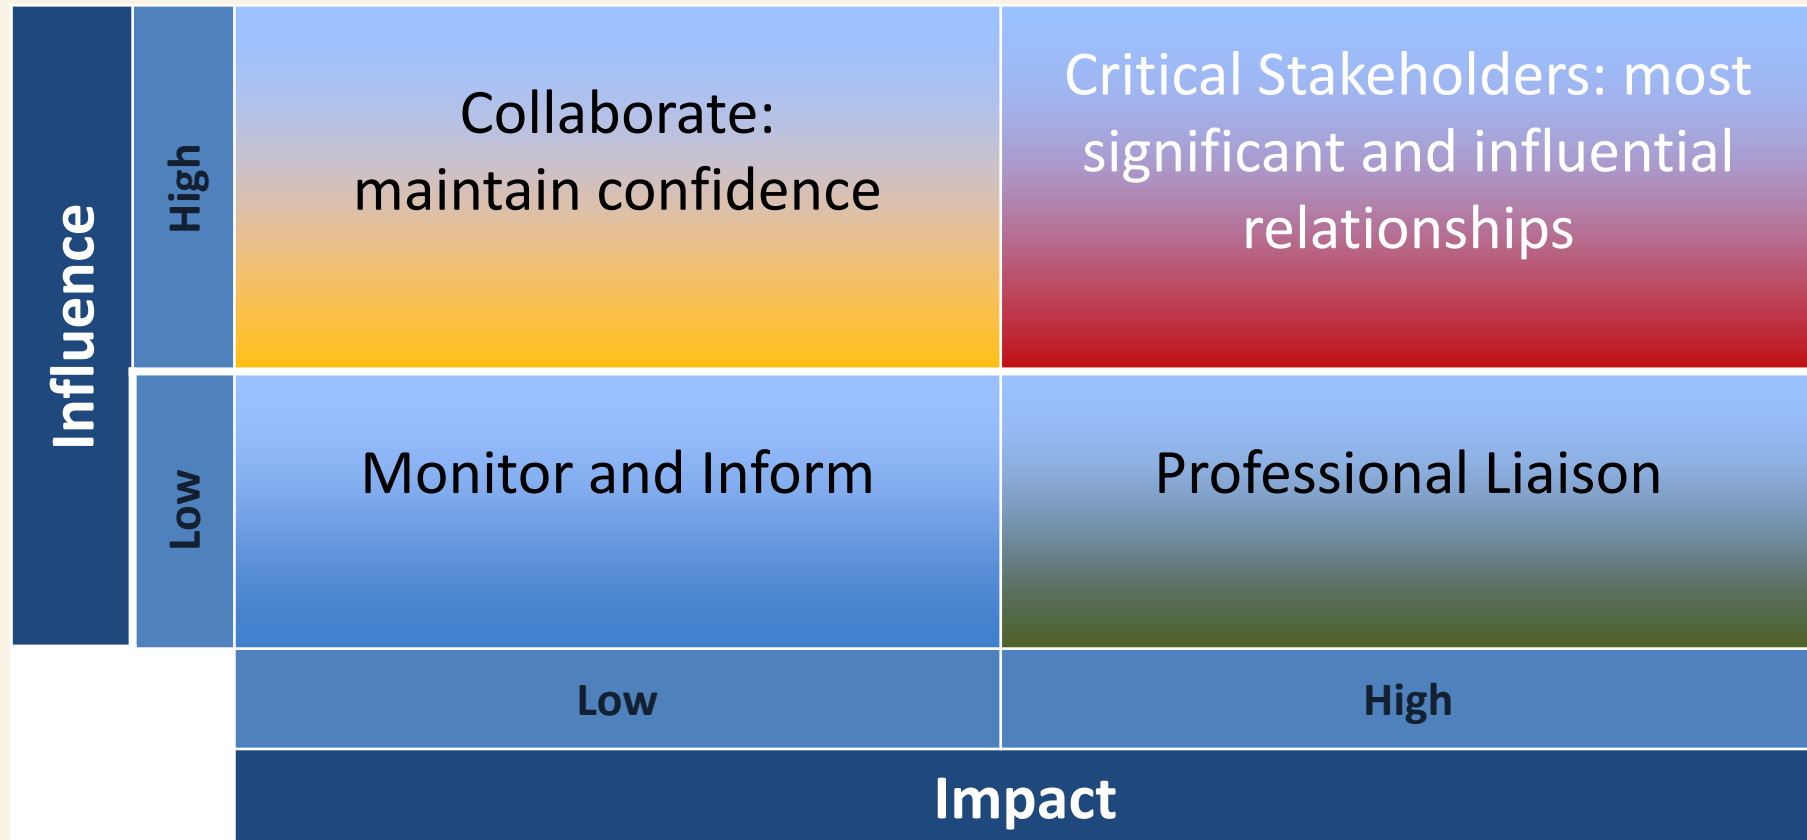 Influence
High
Collaborate:
maintain confidence
Critical Stakeholders: most
significant and influential
relationships
Low
Monitor and Inform
Professional Liaison
Low
High
Impact